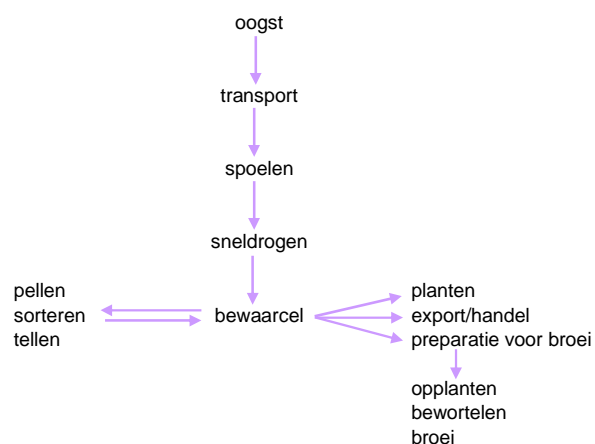 oogst
transport
spoelen
sneldrogen
pellen
sorteren
tellen
bewaarcel
planten
export/handel
preparatie voor broei
opplanten
bewortelen
broei